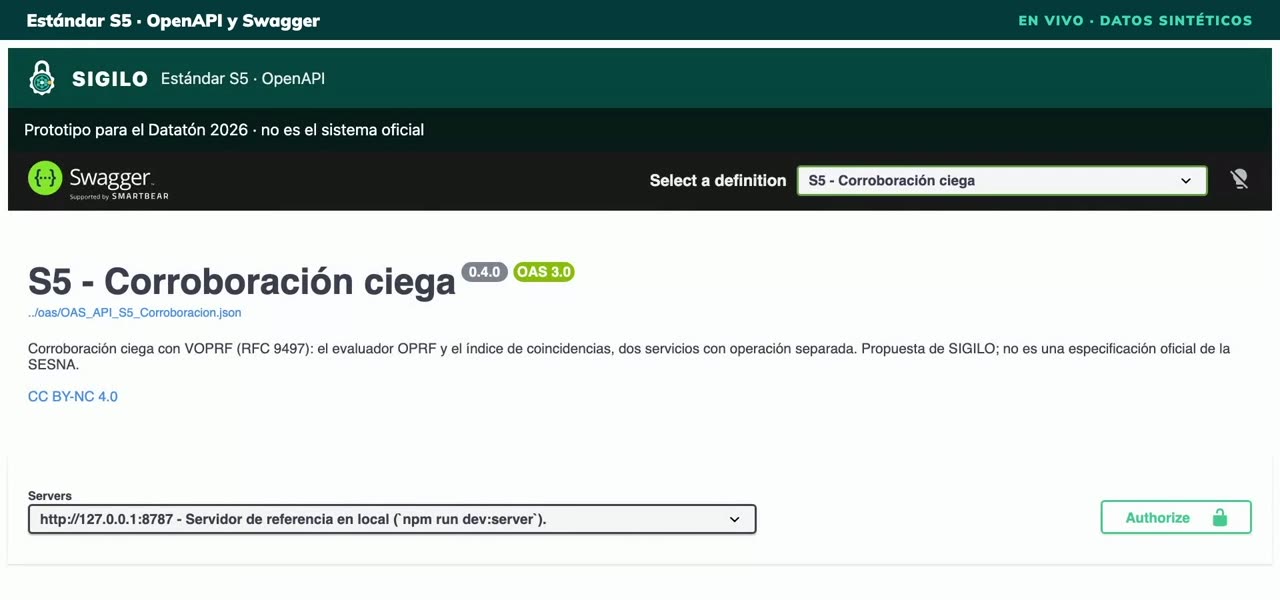 Estándar S5 · OpenAPI y Swagger
EN VIVO · DATOS SINTÉTICOS
SIGILO Estándar S5 · OpenAPI
Prototipo para el Datatón 2026 · no es el sistema oficial
Swagger
Supported by SMARTBEAR
Select a definition
S5 - Corroboración ciega
S5 - Corroboración ciega 0.4.0 OAS 3.0
../oas/OAS_API_S5_Corroboracion.json
Corroboración ciega con VOPRF (RFC 9497): el evaluador OPRF y el índice de coincidencias, dos servicios con operación separada. Propuesta de SIGILO; no es una especificación oficial de la
SESNA.
CC BY-NC 4.0
Servers
http://127.0.0.1:8787 - Servidor de referencia en local (`npm run dev:server`).
Authorize